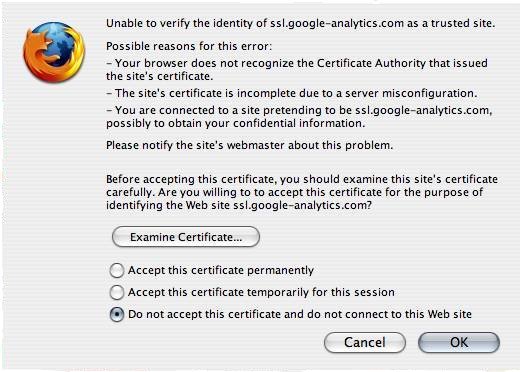 Unable to verify the identity of ssl.google-analytics.com as a trusted site.
Possible reasons for this error:
- Your browser does not recognize the Certificate Authority that issued
the site's certificate.
- The site's certificate is incomplete due to a server misconfiguration.
- You are connected to a site pretending to be ssl.google-analytics.com,
possibly to obtain your confidential information.
Please notify the site's webmaster about this problem.
Before accepting this certificate, you should examine this site's certificate
carefully. Are you willing to to accept this certificate for the purpose of
identifying the Web site ssl.google-analytics.com?
Examine Certificate...
Accept this certificate permanently
Accept this certificate temporarily for this session
Do not accept this certificate and do not connect to this Web site
Cancel OK